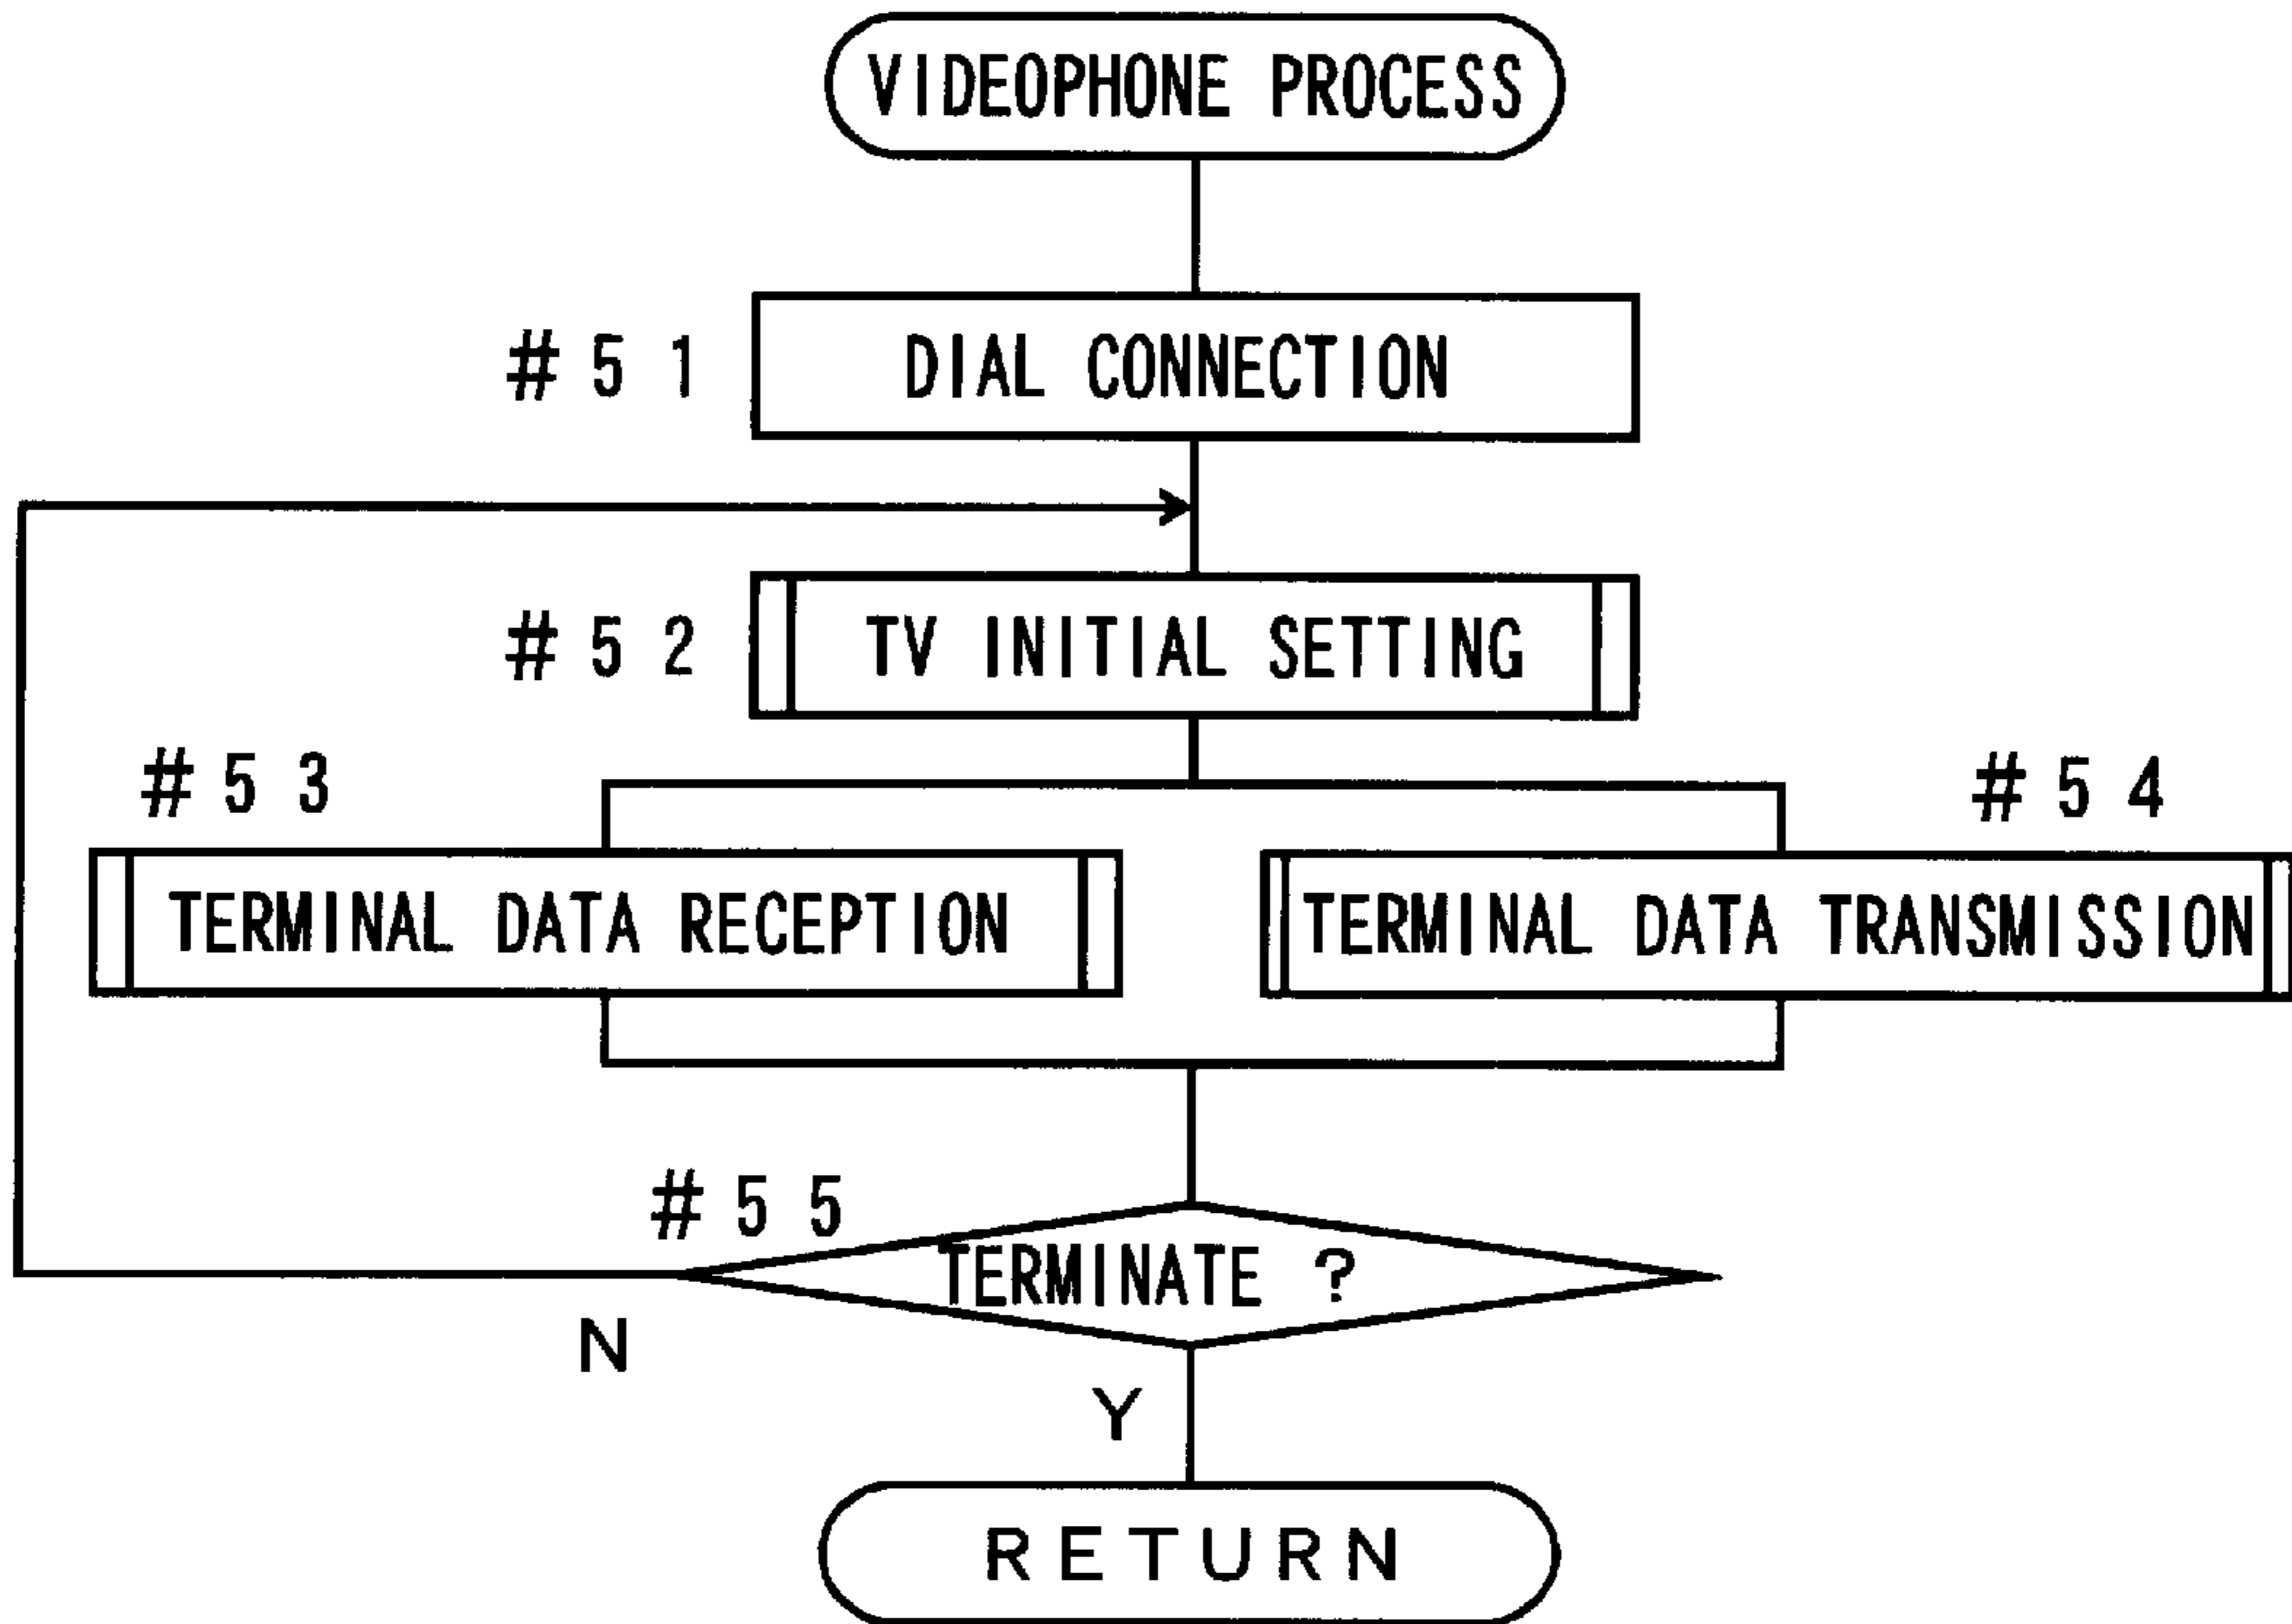 VIDEOPHONE PROCESS
#51 DIAL CONNECTION
#52 TV INITIAL SETTING
#53 #54
TERMINAL DATA RECEPTION TERMINAL DATA TRANSMISSION
#55
TERMINATE ?
N
Y
RETURN